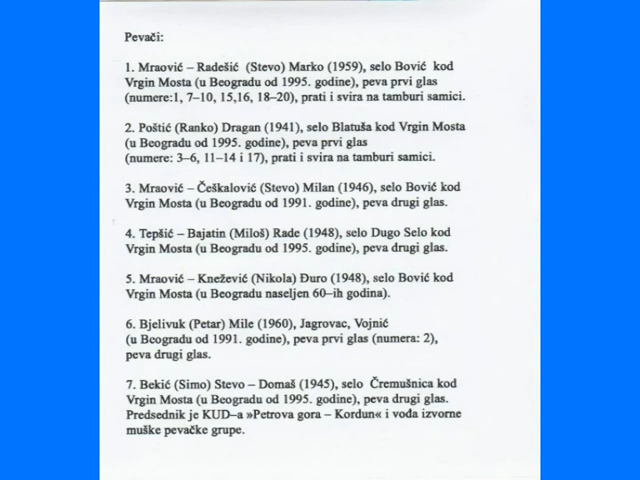 Pevači:
1. Mraović – Radešić (Stevo) Marko (1959), selo Bović kod
Vrgin Mosta (u Beogradu od 1995. godine), peva prvi glas
(numere:1, 7–10, 15,16, 18–20), prati i svira na tamburi samici.
2. Poštić (Ranko) Dragan (1941), selo Blatuša kod Vrgin Mosta
(u Beogradu od 1995. godine), peva prvi glas
(numere: 3–6, 11–14 i 17), prati i svira na tamburi samici.
3. Mraović – Češkalović (Stevo) Milan (1946), selo Bović kod
Vrgin Mosta (u Beogradu od 1991. godine), peva drugi glas.
4. Tepšić – Bajatin (Miloš) Rade (1948), selo Dugo Selo kod
Vrgin Mosta (u Beogradu od 1995. godine), peva drugi glas.
5. Mraović – Knežević (Nikola) Đuro (1948), selo Bović kod
Vrgin Mosta (u Beogradu naseljen 60–ih godina).
6. Bjelivuk (Petar) Mile (1960), Jagrovac, Vojnić
(u Beogradu od 1991. godine), peva prvi glas (numera: 2),
peva drugi glas.
7. Bekić (Simo) Stevo – Domaš (1945), selo Čremušnica kod
Vrgin Mosta (u Beogradu od 1995. godine), peva drugi glas.
Predsednik je KUD–a »Petrova gora – Kordun« i vođa izvorne
muške pevačke grupe.